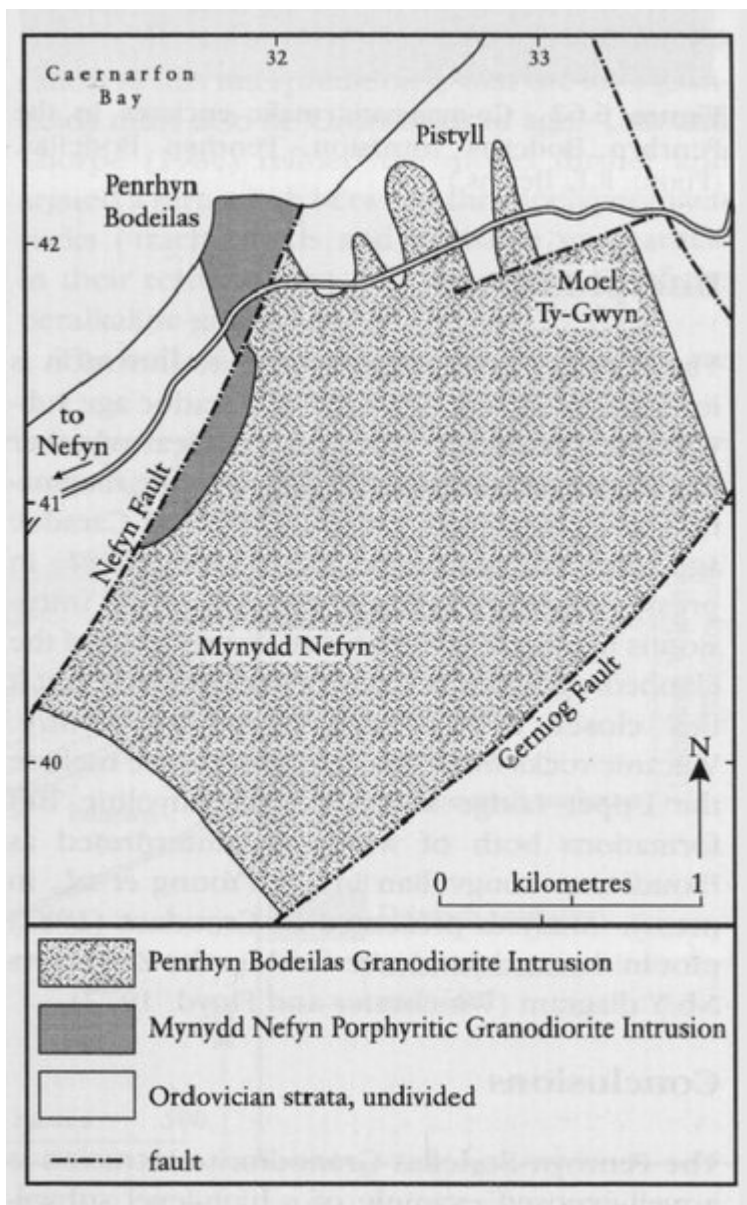 32
33
Caernarfon
Bay
Pistyll
Penrhyn
Bodeilas
42
Moel
Ty-Gwyn
to
Nefyn
41
Nefyn Fault
Mynydd Nefyn
Cerniog Fault
40
N
0 kilometres
Penrhyn Bodeilas Granodiorite Intrusion
Mynydd Nefyn Porphyritic Granodiorite Intrusion
Ordovician strata, undivided
fault